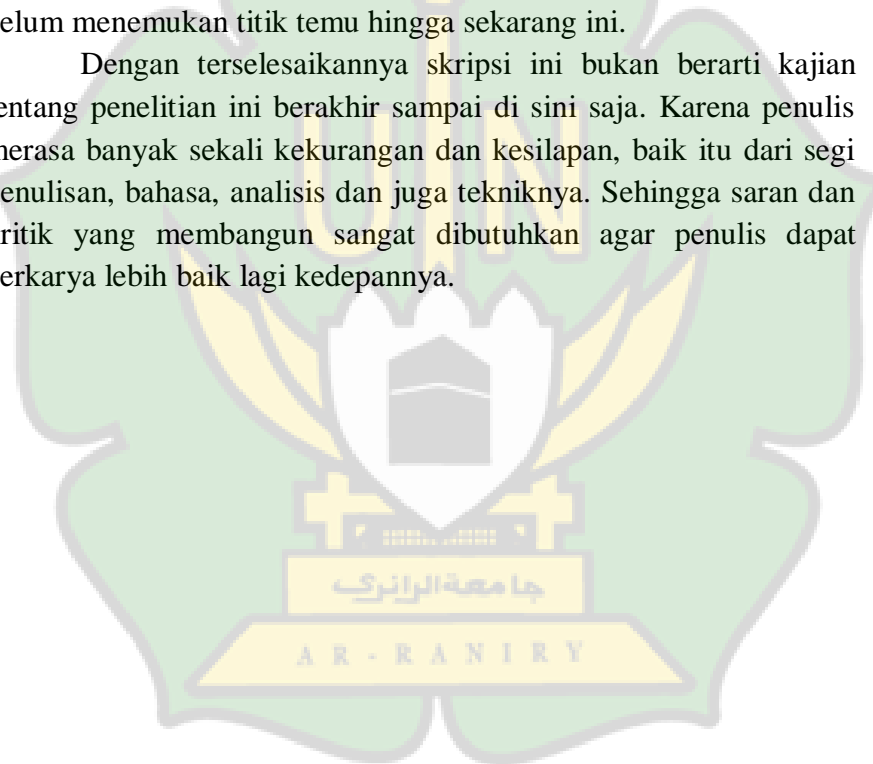 elum menemukan titik temu hingga sekarang ini.
Dengan terselesaikannya skripsi ini bukan berarti kajian
entang penelitian ini berakhir sampai di sini saja. Karena penulis
nerasa banyak sekali kekurangan dan kesilapan, baik itu dari segi
enulisan, bahasa, analisis dan juga tekniknya. Sehingga saran dan
ritik yang membangun sangat dibutuhkan agar penulis dapat
erkarya lebih baik lagi kedepannya.
UIN
جامعةالرانري
AR-RANIRY